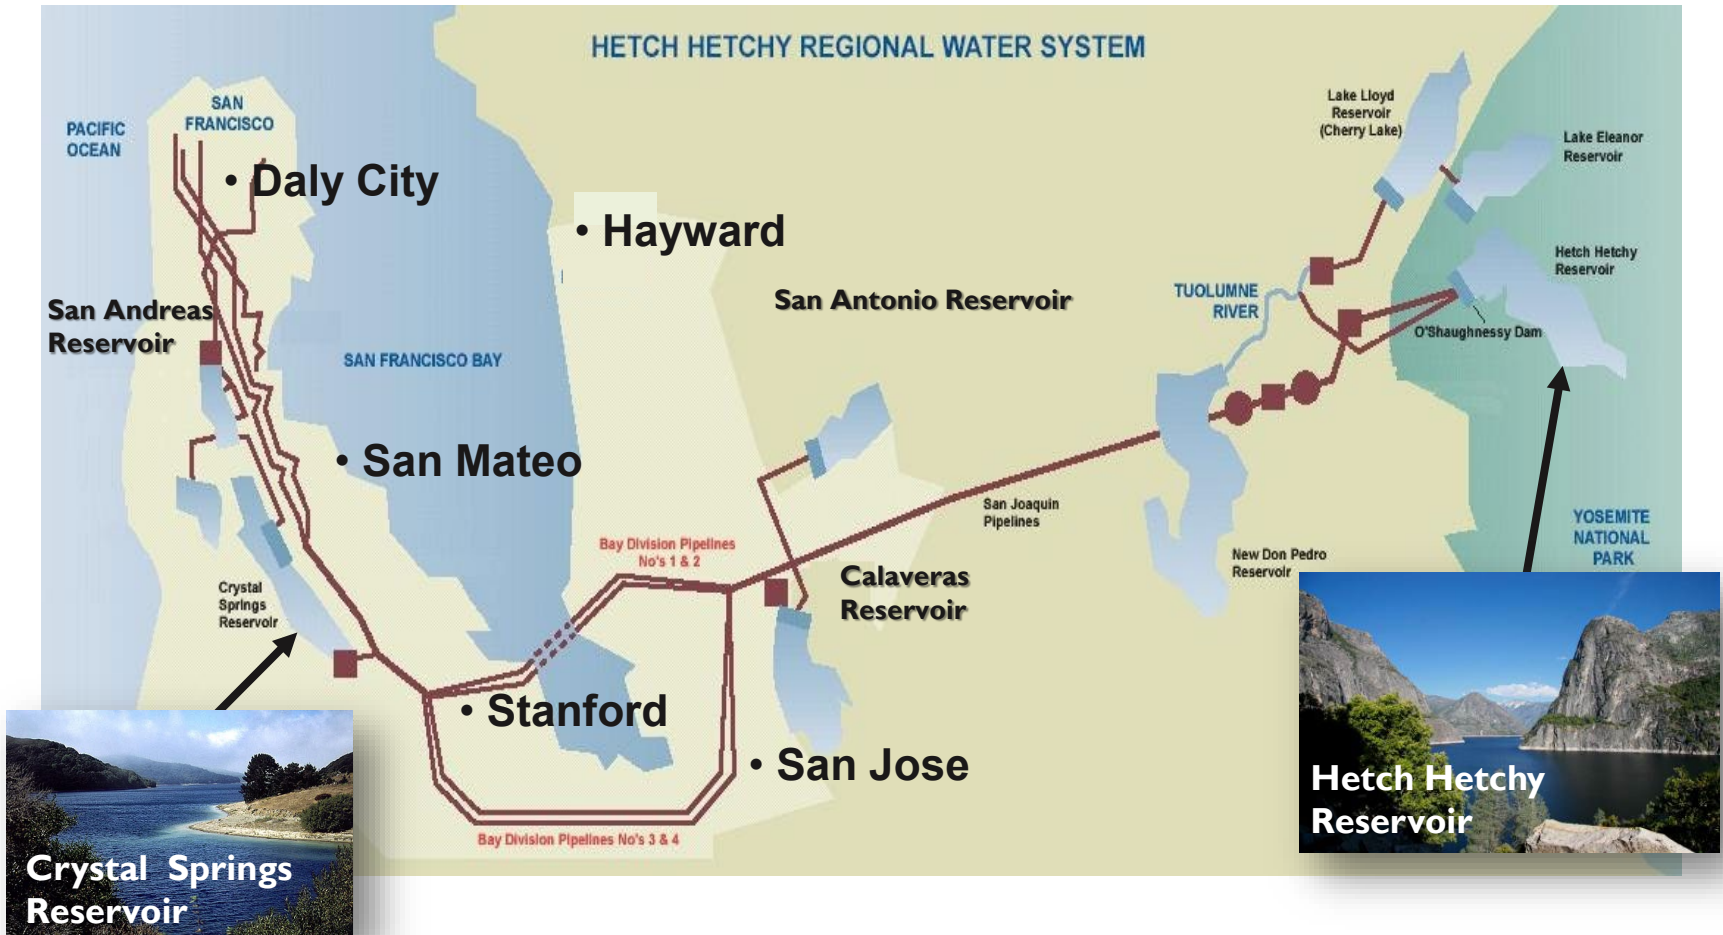 HETCH HETCHY REGIONAL WATER SYSTEM
SAN
FRANCISCO
PACIFIC
OCEAN
• Daly City
• Hayward
San Andreas
Reservoir
SAN FRANCISCO BAY
San Antonio Reservoir
Lake Lloyd
Reservoir
(Cherry Lake)
Lake Eleanor
Reservoir
Hetch Hetchy
Reservoir
TUOLUMNE
RIVER
O'Shaughnessy Dam
• San Mateo
San Joaquin
Pipelines
Bay Division Pipelines
No's 1 & 2
YOSEMITE
NATIONAL
PARK
New Don Pedro
Reservoir
Calaveras
Reservoir
Crystal
Springs
Reservoir
• Stanford
• San Jose
Bay Division Pipelines No's 3 & 4
Hetch Hetchy
Reservoir
Crystal Springs
Reservoir